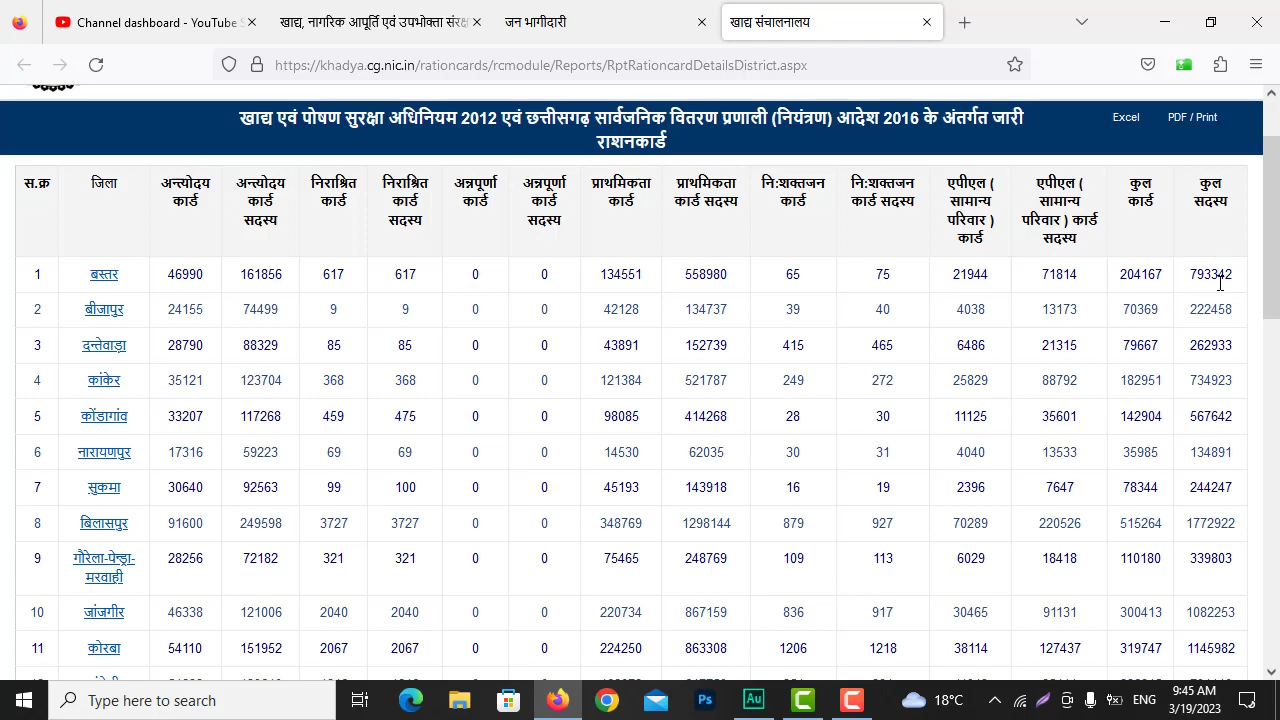 Channel dashboard - YouTube S
खाद्य, नागरिक आपूर्ति एवं उपभोक्ता संरक्ष
जन भागीदारी
खाद्य संचालनालय
https://khadya.cg.nic.in/rationcards/rcmodule/Reports/RptRationcardDetailsDistrict.aspx
खाद्य एवं पोषण सुरक्षा अधिनियम 2012 एवं छत्तीसगढ़ सार्वजनिक वितरण प्रणाली (नियंत्रण) आदेश 2016 के अंतर्गत जारी
राशनकार्ड
Excel PDF / Print
स.क्र जिला अन्त्योदय कार्ड अन्त्योदय कार्ड सदस्य निराश्रित कार्ड निराश्रित कार्ड सदस्य अन्नपूर्णा कार्ड अन्नपूर्णा कार्ड सदस्य प्राथमिकता कार्ड प्राथमिकता कार्ड सदस्य नि:शक्तजन कार्ड नि:शक्तजन कार्ड सदस्य एपीएल ( सामान्य परिवार ) कार्ड एपीएल ( सामान्य परिवार ) कार्ड सदस्य कुल कार्ड कुल सदस्य
1 बस्तर 46990 161856 617 617 0 0 134551 558980 65 75 21944 71814 204167 793342
2 बीजापुर 24155 74499 9 9 0 0 42128 134737 39 40 4038 13173 70369 222458
3 दन्तेवाड़ा 28790 88329 85 85 0 0 43891 152739 415 465 6486 21315 79667 262933
4 कांकेर 35121 123704 368 368 0 0 121384 521787 249 272 25829 88792 182951 734923
5 कोंडागांव 33207 117268 459 475 0 0 98085 414268 28 30 11125 35601 142904 567642
6 नारायणपुर 17316 59223 69 69 0 0 14530 62035 30 31 4040 13533 35985 134891
7 सुकमा 30640 92563 99 100 0 0 45193 143918 16 19 2396 7647 78344 244247
8 बिलासपुर 91600 249598 3727 3727 0 0 348769 1298144 879 927 70289 220526 515264 1772922
9 गौरेला-पेन्ड्रा-मरवाही 28256 72182 321 321 0 0 75465 248769 109 113 6029 18418 110180 339803
10 जांजगीर 46338 121006 2040 2040 0 0 220734 867159 836 917 30465 91131 300413 1082253
11 कोरबा 54110 151952 2067 2067 0 0 224250 863308 1206 1218 38114 127437 319747 1145982
Type here to search
Ps
Au
18°C
ENG
9:45 AM
3/19/2023